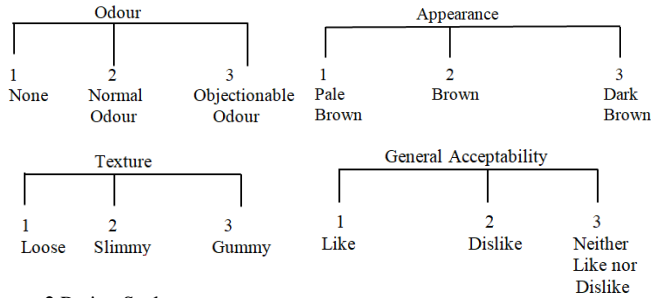 Odour
1 2 3
None Normal Objectionable
Odour Odour
Appearance
1 2 3
Pale Brown Dark
Brown Brown
Texture
1 2 3
Loose Slimmy Gummy
General Acceptability
1 2 3
Like Dislike Neither
Like nor
Dislike